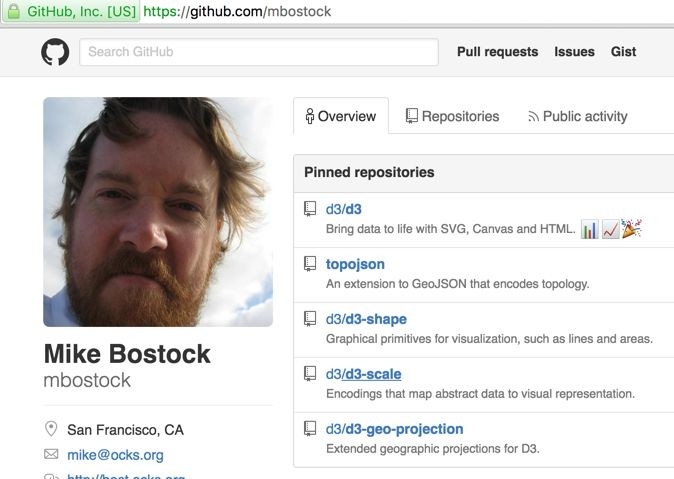 GitHub, Inc. [US] https://github.com/mbostock
Search GitHub
Pull requests Issues Gist
Overview Repositories Public activity
Pinned repositories
d3/d3
Bring data to life with SVG, Canvas and HTML.
topojson
An extension to GeoJSON that encodes topology.
d3/d3-shape
Graphical primitives for visualization, such as lines and areas.
d3/d3-scale
Encodings that map abstract data to visual representation.
d3/d3-geo-projection
Extended geographic projections for D3.
Mike Bostock
mbostock
San Francisco, CA
mike@ocks.org
http://bost.ocks.org